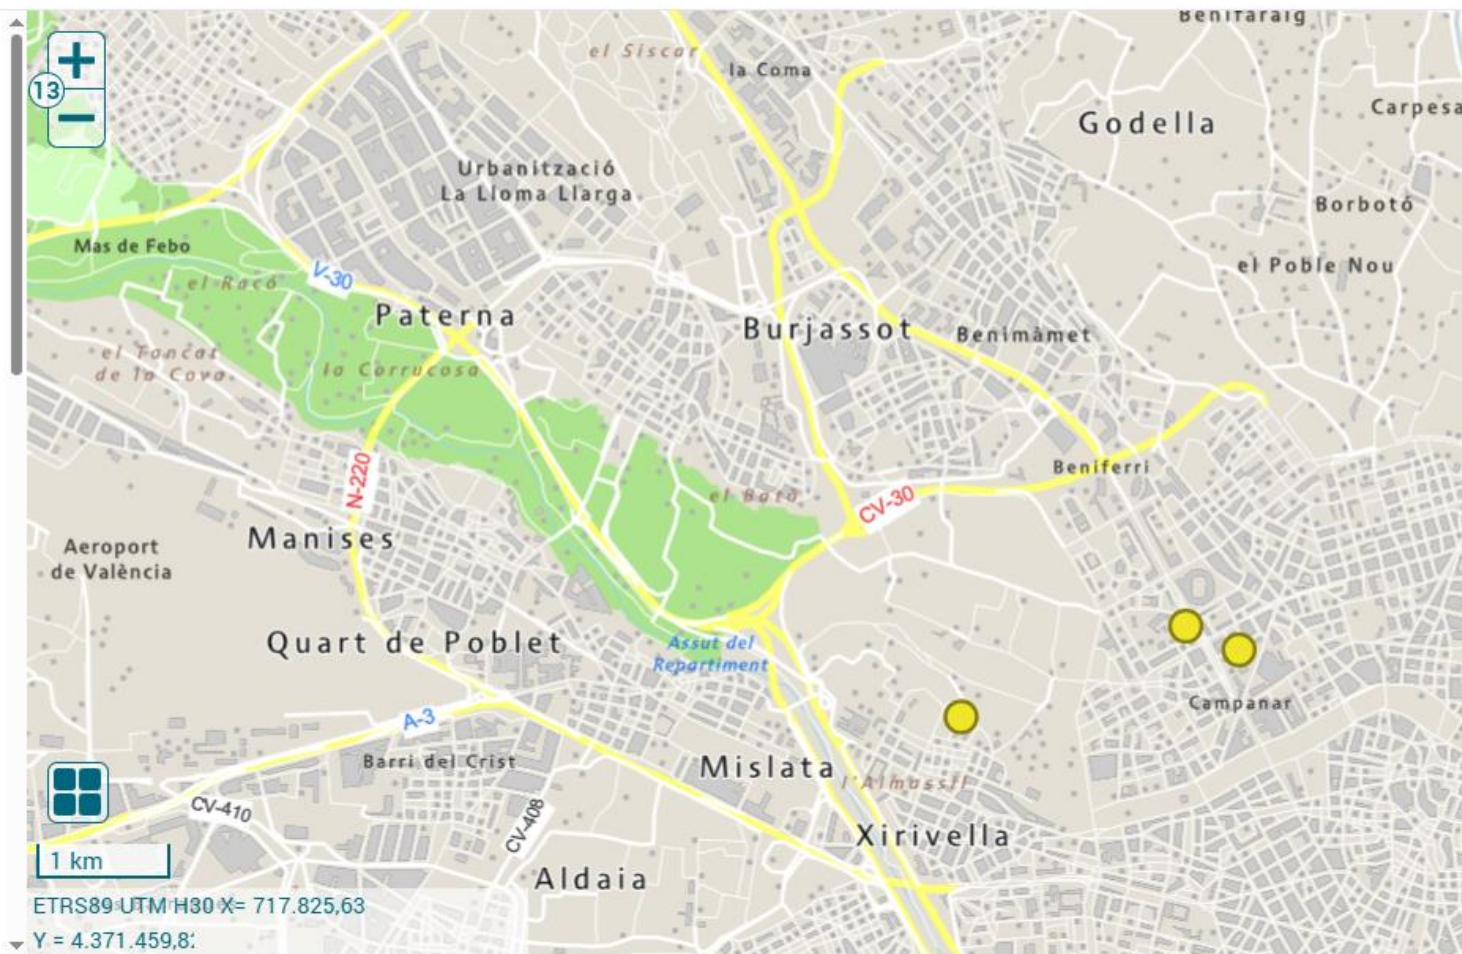 Benifaraig
el Siscar
la Coma
13
Carpesa
Godella
Urbanització
La Lloma Llarga
Borbotó
Mas de Febo
el Poble Nou
V-30
el Racó
Paterna
Burjassot
Benimàmet
el Toncat
de la Cova
la Carrucosa
Beniferri
N-220
el Bató
CV-30
Manises
Aeroport
de València
Quart de Poblet
Assut del
Repartiment
Campanar
A-3
Barri del Crist
Mislata
l'Almassil
CV-410
CV-408
Xirivella
1 km
Aldaia
ETRS89 UTM H30 X= 717.825,63
Y = 4.371.459,8